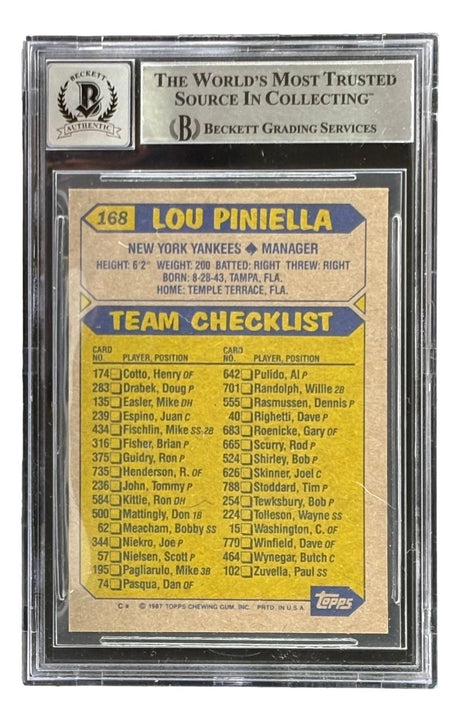 BECKETT
B
AUTHENTIC
THE WORLD'S MOST TRUSTED
SOURCE IN COLLECTING™
B BECKETT GRADING SERVICES
168 LOU PINIELLA
NEW YORK YANKEES ♠ MANAGER
HEIGHT: 6'2" WEIGHT: 200 BATTED: RIGHT THREW: RIGHT
BORN: 8-28-43, TAMPA, FLA.
HOME: TEMPLE TERRACE, FLA.
TEAM CHECKLIST
CARD NO. PLAYER, POSITION
174 Cotto, Henry OF
283 Drabek, Doug P
135 Easler, Mike DH
239 Espino, Juan C
434 Fischlin, Mike SS-2B
316 Fisher, Brian P
375 Guidry, Ron P
735 Henderson, R. OF
236 John, Tommy P
584 Kittle, Ron DH
500 Mattingly, Don 1B
62 Meacham, Bobby SS
344 Niekro, Joe P
57 Nielsen, Scott P
195 Pagliarulo, Mike 3B
74 Pasqua, Dan OF
CARD NO. PLAYER, POSITION
642 Pulido, Al P
701 Randolph, Willie 2B
555 Rasmussen, Dennis P
40 Righetti, Dave P
683 Roenicke, Gary OF
665 Scurry, Rod P
524 Shirley, Bob P
626 Skinner, Joel C
788 Stoddard, Tim P
254 Tewksbury, Bob P
224 Tolleson, Wayne SS
15 Washington, C. OF
779 Winfield, Dave OF
464 Wynegar, Butch C
102 Zuvella, Paul SS
C* © 1987 TOPPS CHEWING GUM, INC. PRTD. IN U.S.A.
topps